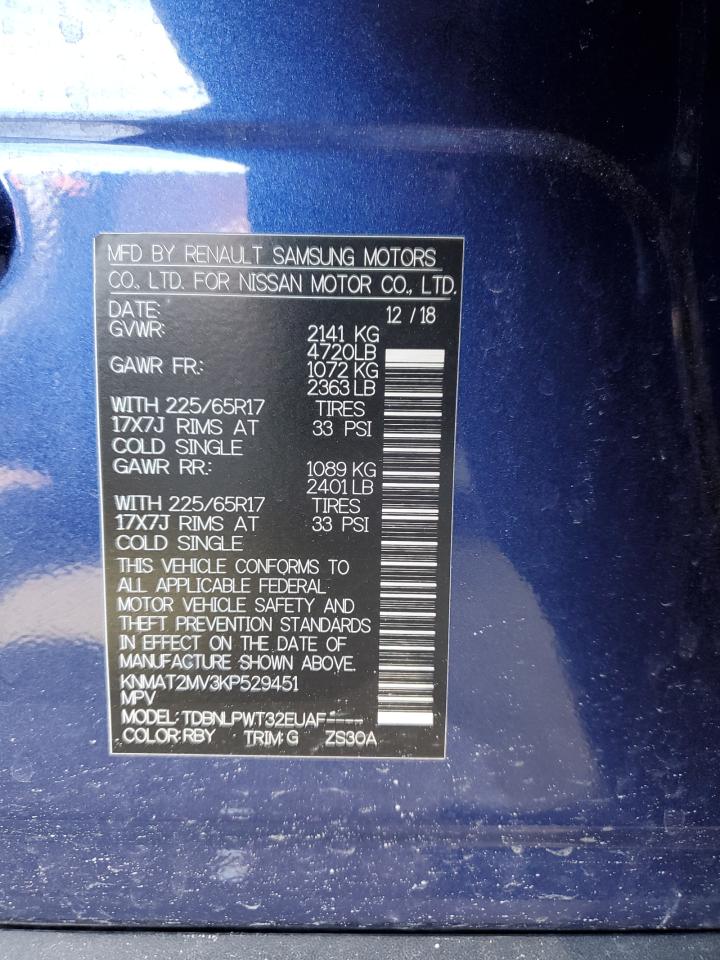 MFD BY RENAULT SAMSUNG MOTORS
CO., LTD. FOR NISSAN MOTOR CO., LTD.
DATE: 12 / 18
GVWR: 2141 KG
4720LB
GAWR FR.: 1072 KG
2363LB
WITH 225/65R17 TIRES
17X7J RIMS AT 33 PSI
COLD SINGLE
GAWR RR.: 1089 KG
2401LB
WITH 225/65R17 TIRES
17X7J RIMS AT 33 PSI
COLD SINGLE
THIS VEHICLE CONFORMS TO
ALL APPLICABLE FEDERAL
MOTOR VEHICLE SAFETY AND
THEFT PREVENTION STANDARDS
IN EFFECT ON THE DATE OF
MANUFACTURE SHOWN ABOVE.
KNMAT2MV3KP529451
MPV
MODEL: TDBNLPWT32EUAF----
COLOR:RBY TRIM:G ZS30A